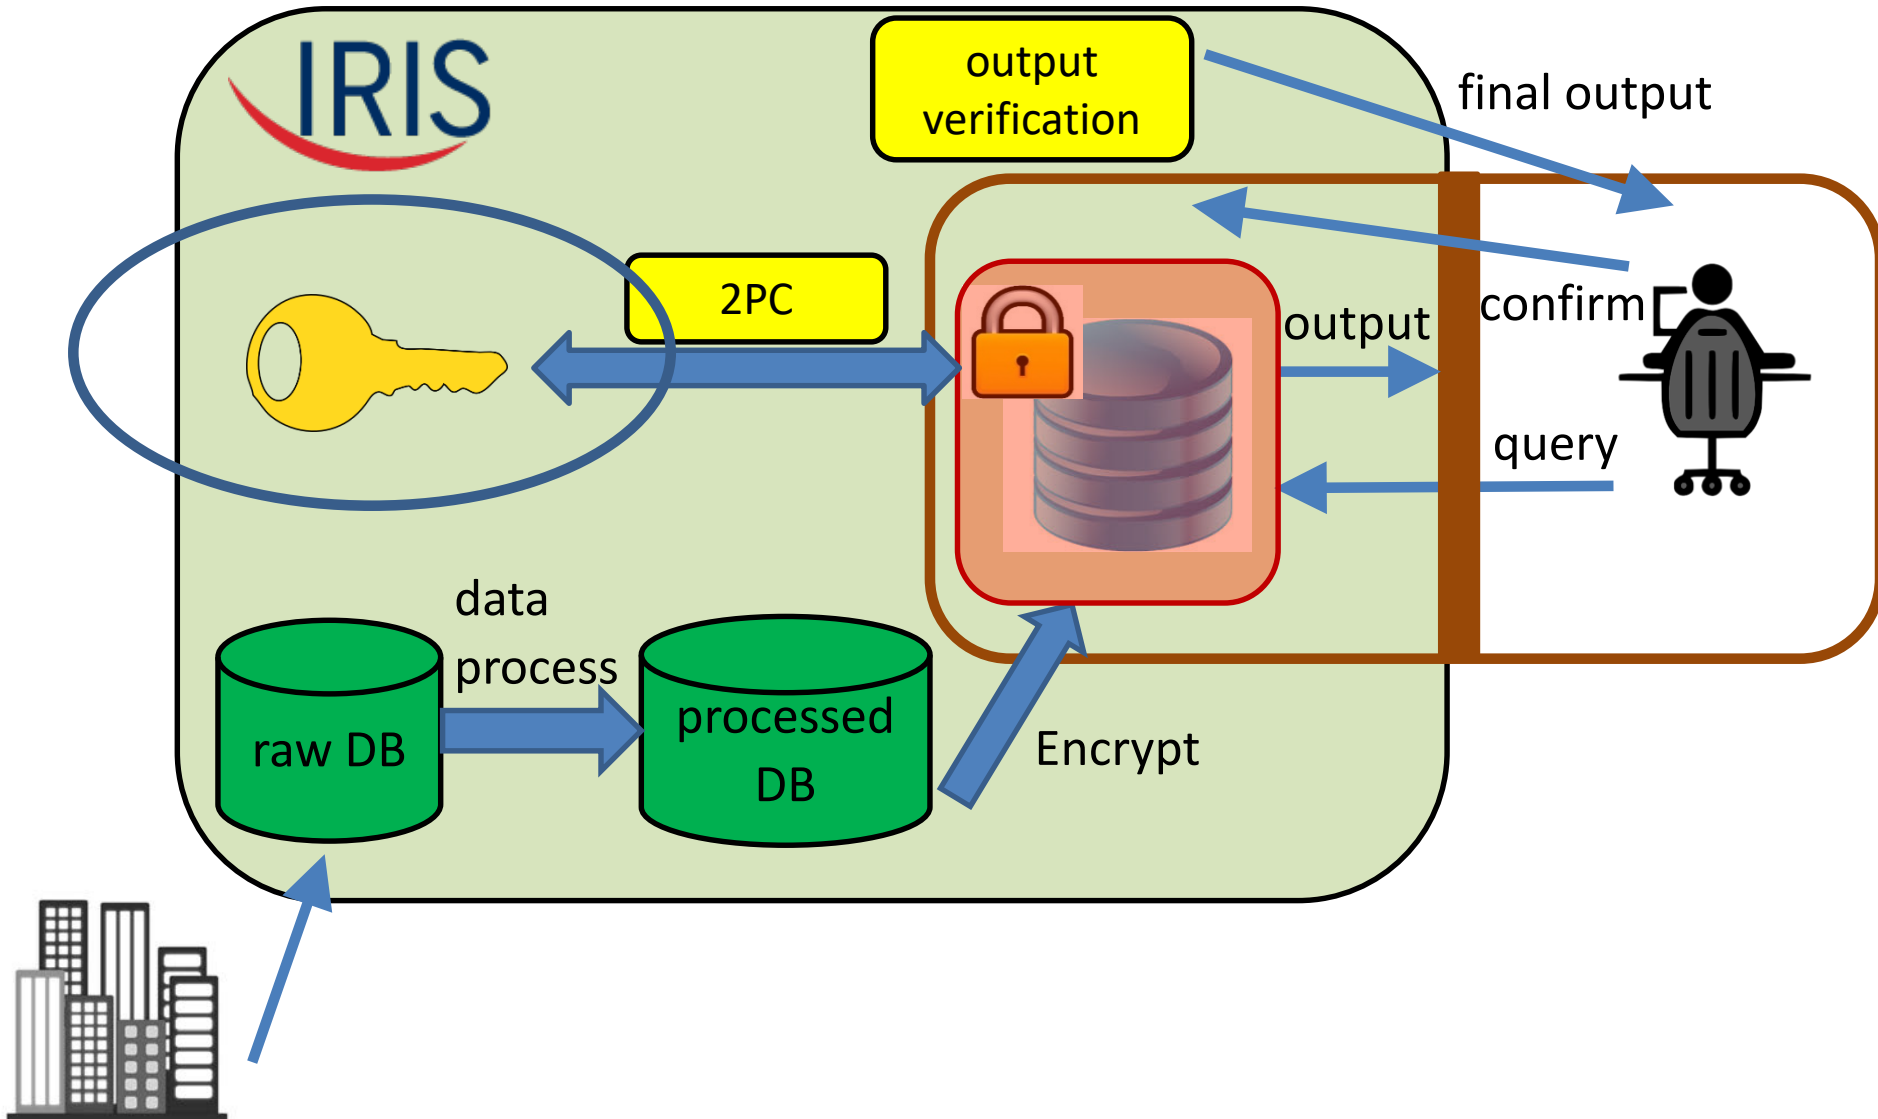 IRIS
output
verification
final output
2PC
output
confirm
query
data
process
raw DB
processed
DB
Encrypt